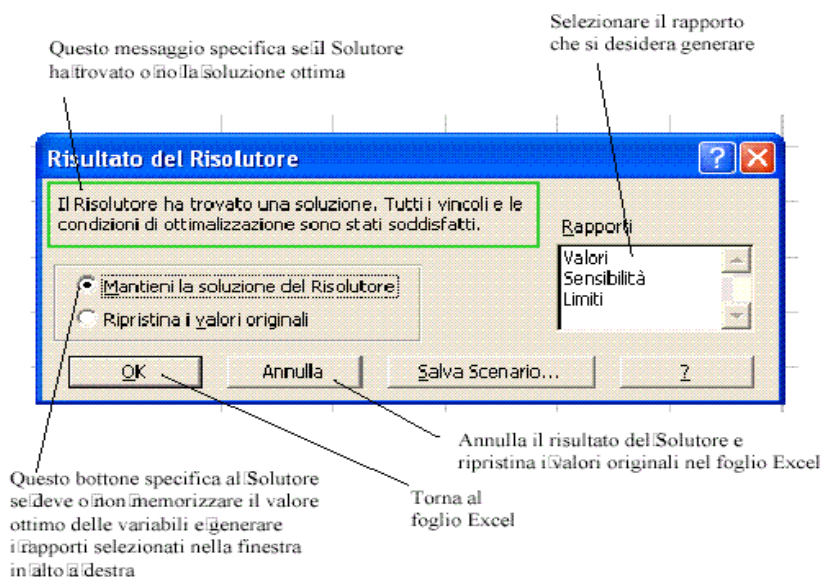 Selezionare il rapporto
che si desidera generare
Questo messaggio specifica se il Solutore
ha trovato o no la soluzione ottima
Risultato del Risolutore
?
Il Risolutore ha trovato una soluzione. Tutti i vincoli e le
condizioni di ottimalizzazione sono stati soddisfatti.
Rapporti
Valori
Sensibilità
Limiti
Mantieni la soluzione del Risolutore
Ripristina i valori originali
OK
Annulla
Salva Scenario...
?
Annulla il risultato del Solutore e
ripristina i valori originali nel foglio Excel
Questo bottone specifica al Solutore
se deve o non memorizzare il valore
ottimo delle variabili e generare
i rapporti selezionati nella finestra
in alto a destra
Torna al
foglio Excel